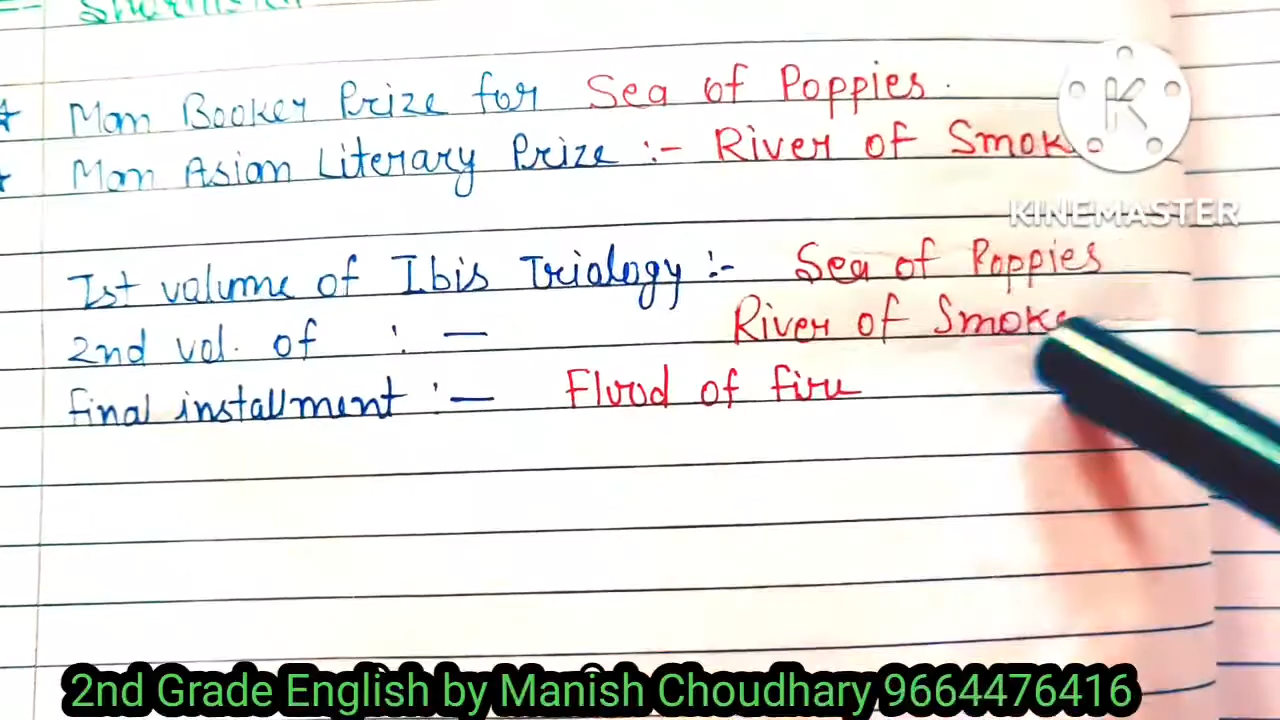 Man Booker Prize for Sea of Poppies.
Man Asian Literary Prize :- River of Smok
KINEMASTER
Ist volume of Ibis Triology :- Sea of Poppies
2nd vol. of : — River of Smoke
final instalment :— Flood of fire
2nd Grade English by Manish Choudhary 9664476416